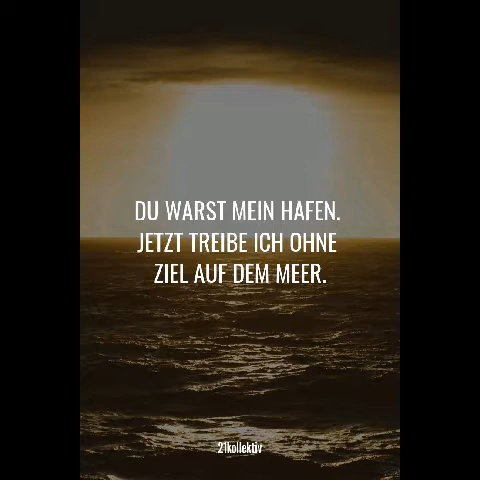 DU WARST MEIN HAFEN.
JETZT TREIBE ICH OHNE
ZIEL AUF DEM MEER.
21kollektiv